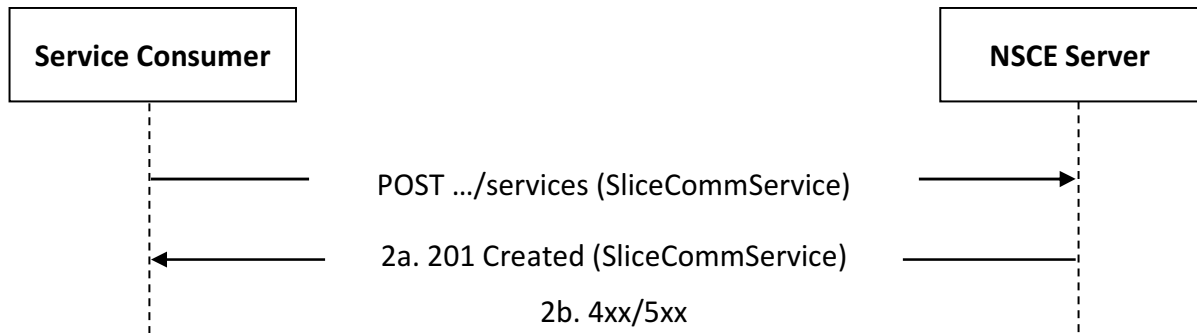 Service Consumer
NSCE Server
POST …/services (SliceCommService)
2a. 201 Created (SliceCommService)
2b. 4xx/5xx